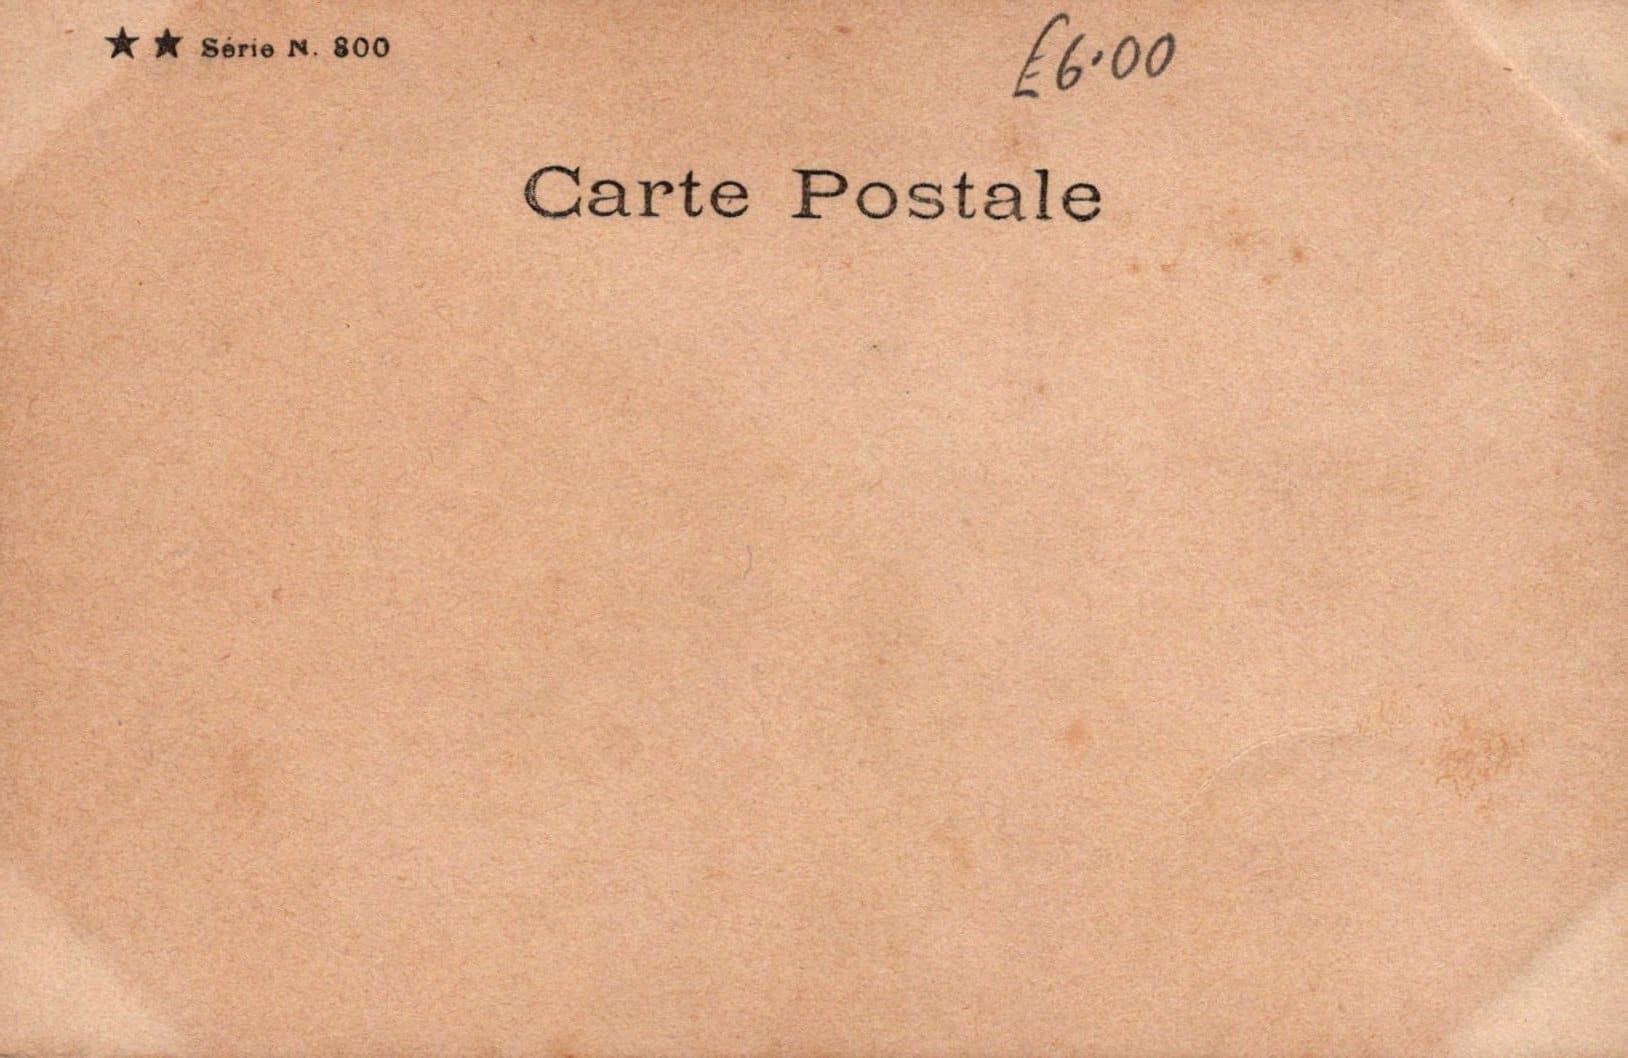 ★ ★ Série N. 800
£6.00
Carte Postale